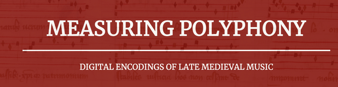 MEASURING POLYPHONY
DIGITAL ENCODINGS OF LATE MEDIEVAL MUSIC